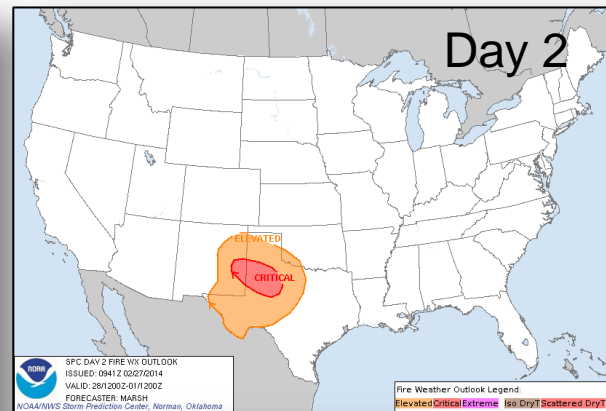 Day 2
ELEVATED
CRITICAL
NOAA
SPC DAY 2 FIRE WX OUTLOOK
ISSUED: 0941Z 02/27/2014
VALID: 28/1200Z-01/1200Z
FORECASTER: MARSH
NOAA/NWS Storm Prediction Center, Norman, Oklahoma
Fire Weather Outlook Legend:
Elevated Critical Extreme Iso DryT Scattered DryT